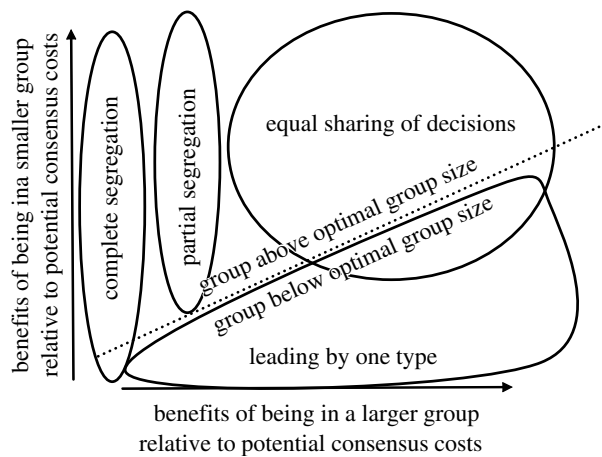 benefits of being ina smaller group
relative to potential consensus costs
complete segregation
partial segregation
equal sharing of decisions
group above optimal group size
group below optimal group size
leading by one type
benefits of being in a larger group
relative to potential consensus costs